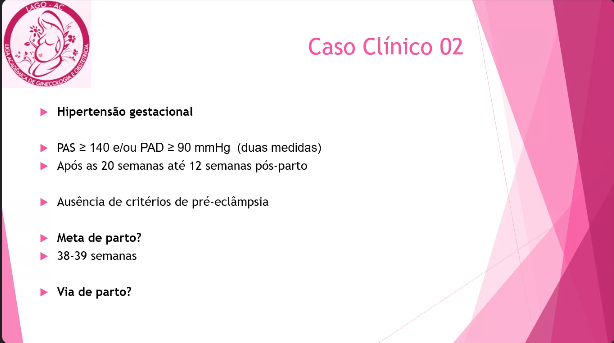 LAGO - AC
LIGA ACADÊMICA DE GINECOLOGIA E OBSTETRÍCIA
Caso Clínico 02
Hipertensão gestacional
PAS ≥ 140 e/ou PAD ≥ 90 mmHg (duas medidas)
Após as 20 semanas até 12 semanas pós-parto
Ausência de critérios de pré-eclâmpsia
Meta de parto?
38-39 semanas
Via de parto?